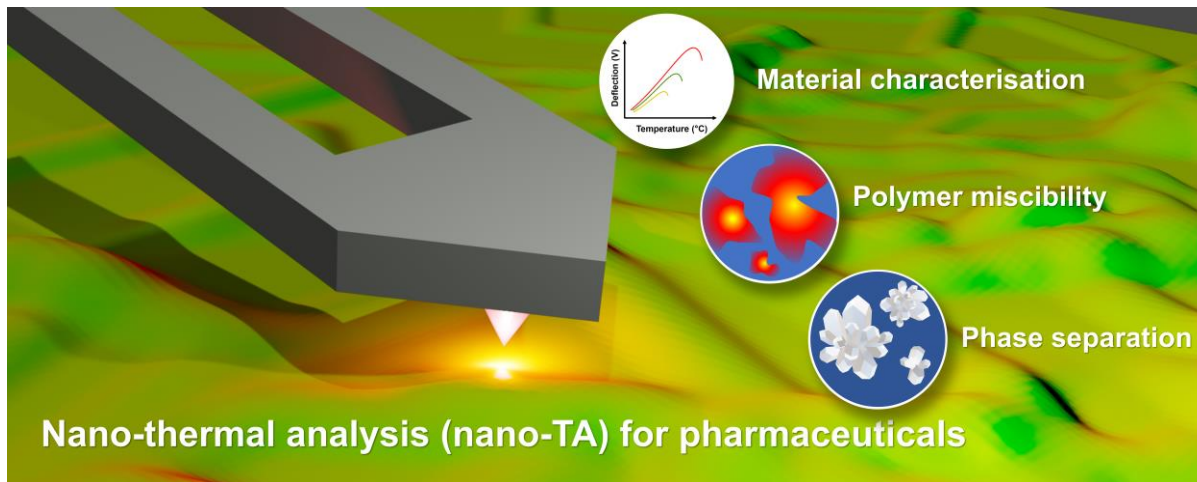 Deflection (V)
Temperature (°C)
Material characterisation
Polymer miscibility
Phase separation
Nano-thermal analysis (nano-TA) for pharmaceuticals